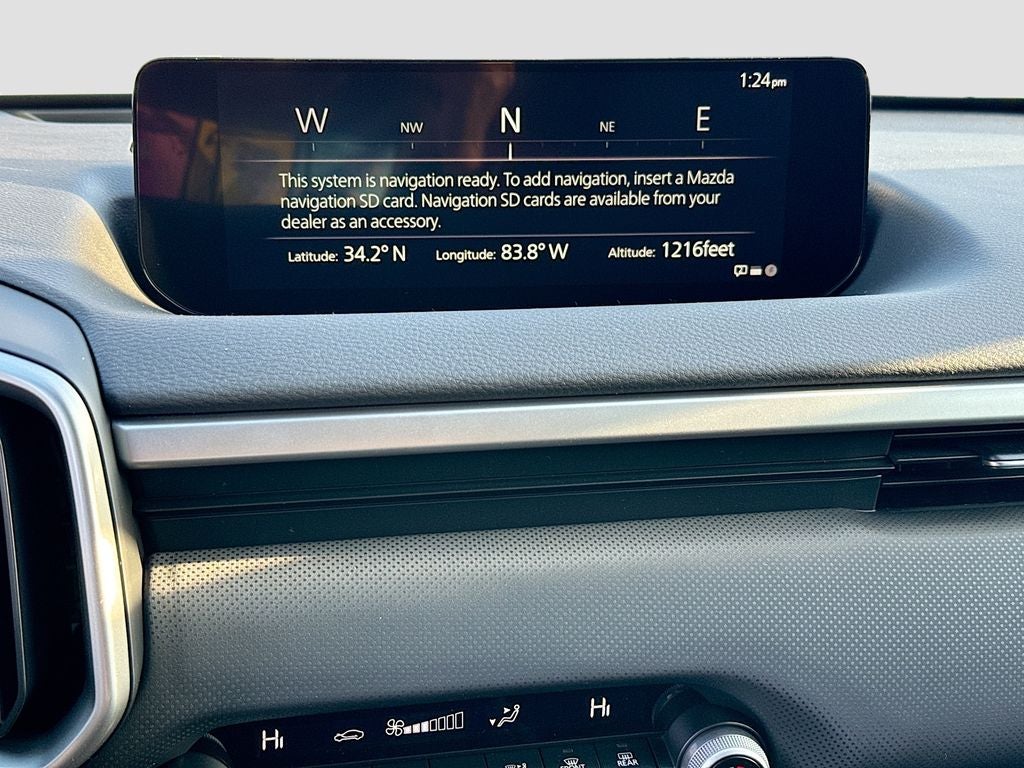 1:24pm
W NW N NE E
This system is navigation ready. To add navigation, insert a Mazda
navigation SD card. Navigation SD cards are available from your
dealer as an accessory.
Latitude: 34.2° N Longitude: 83.8° W Altitude: 1216feet
HI HI
FRONT REAR